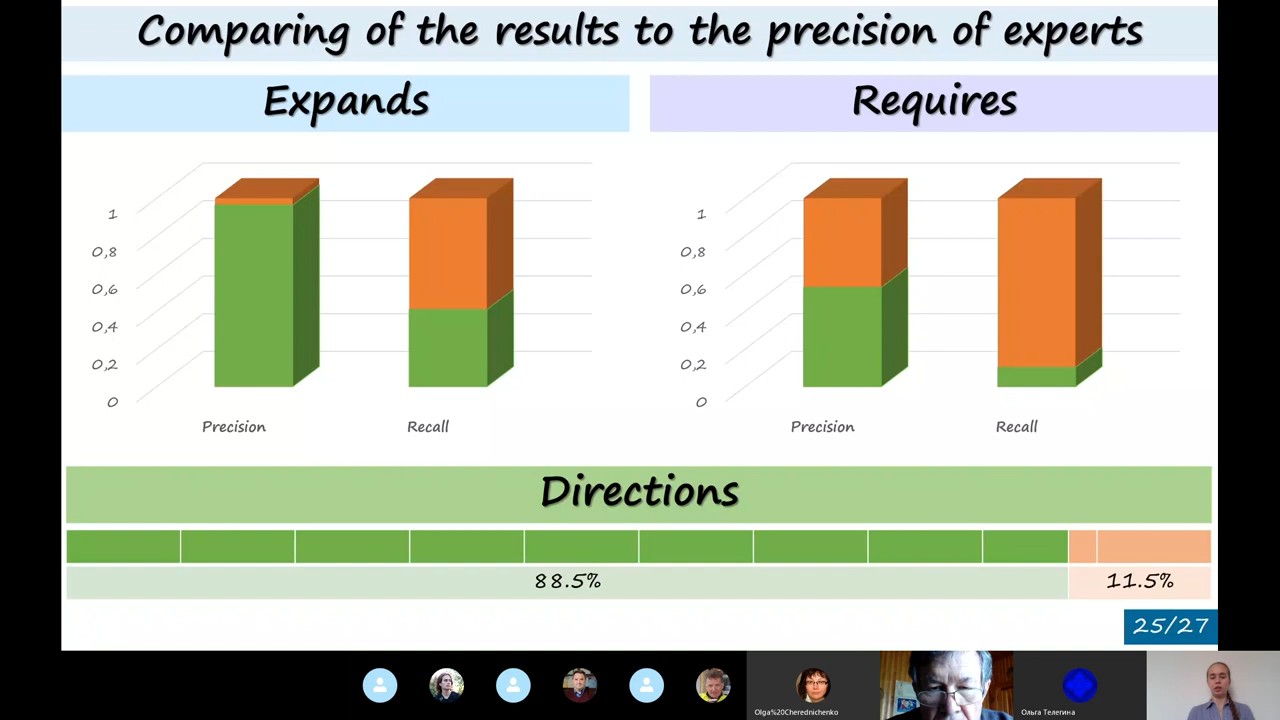 Comparing of the results to the precision of experts
Expands
Requires
1
0,8
0,6
0,4
0,2
0
Precision
Recall
1
0,8
0,6
0,4
0,2
0
Precision
Recall
Directions
88.5%
11.5%
25/27
Olga%20Cherednichenko
Ольга Телегина